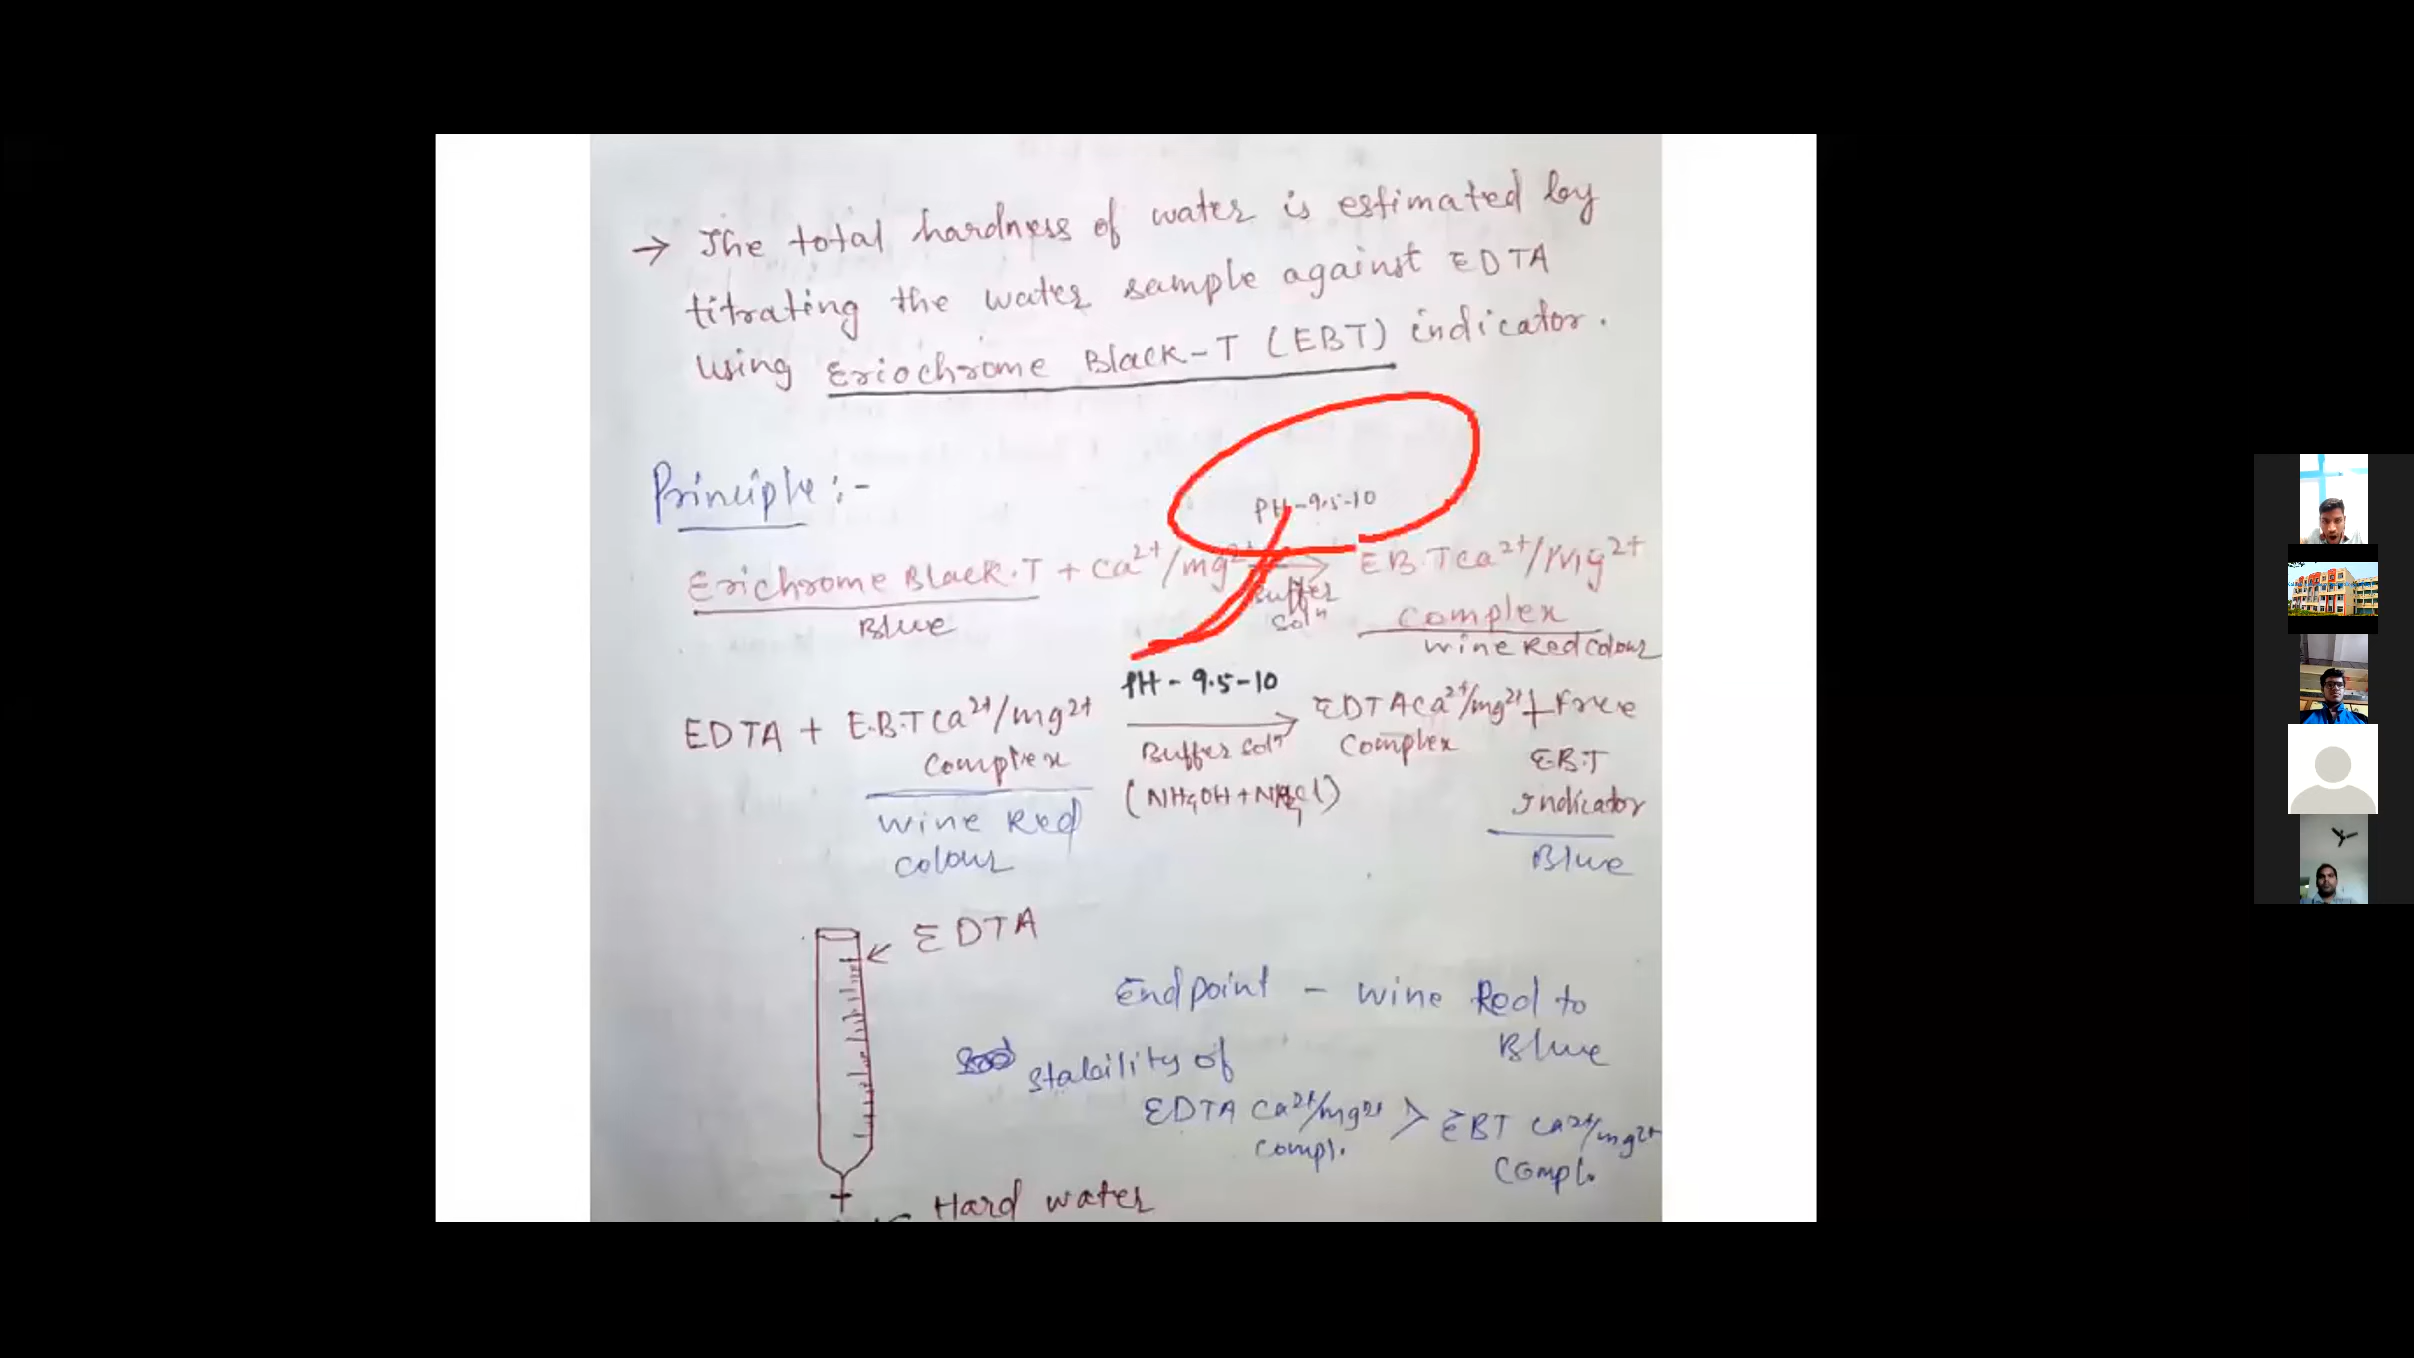 → The total hardness of water is estimated by
titrating the water sample against EDTA
using Eriochrome Black-T (EBT) indicator.
Principle :-
PH-9.5-10
Erichrome Black.T + Ca2+/mg2+ → E.B.T Ca2+/Mg2+
Buffer
Soln
Complex
Blue
wine Red colour
PH - 9.5-10
EDTA + E.B.T Ca2+/mg2+ → EDTA Ca2+/mg2+ + free
Complex
Buffer Soln
Complex
E.B.T
(NH4OH + NH4Cl)
Indicator
wine Red
colour
Blue
← EDTA
End point - wine Red to
Blue
stability of
EDTA Ca2+/mg2+ > EBT Ca2+/mg2+
Compl.
Compl.
Hard water